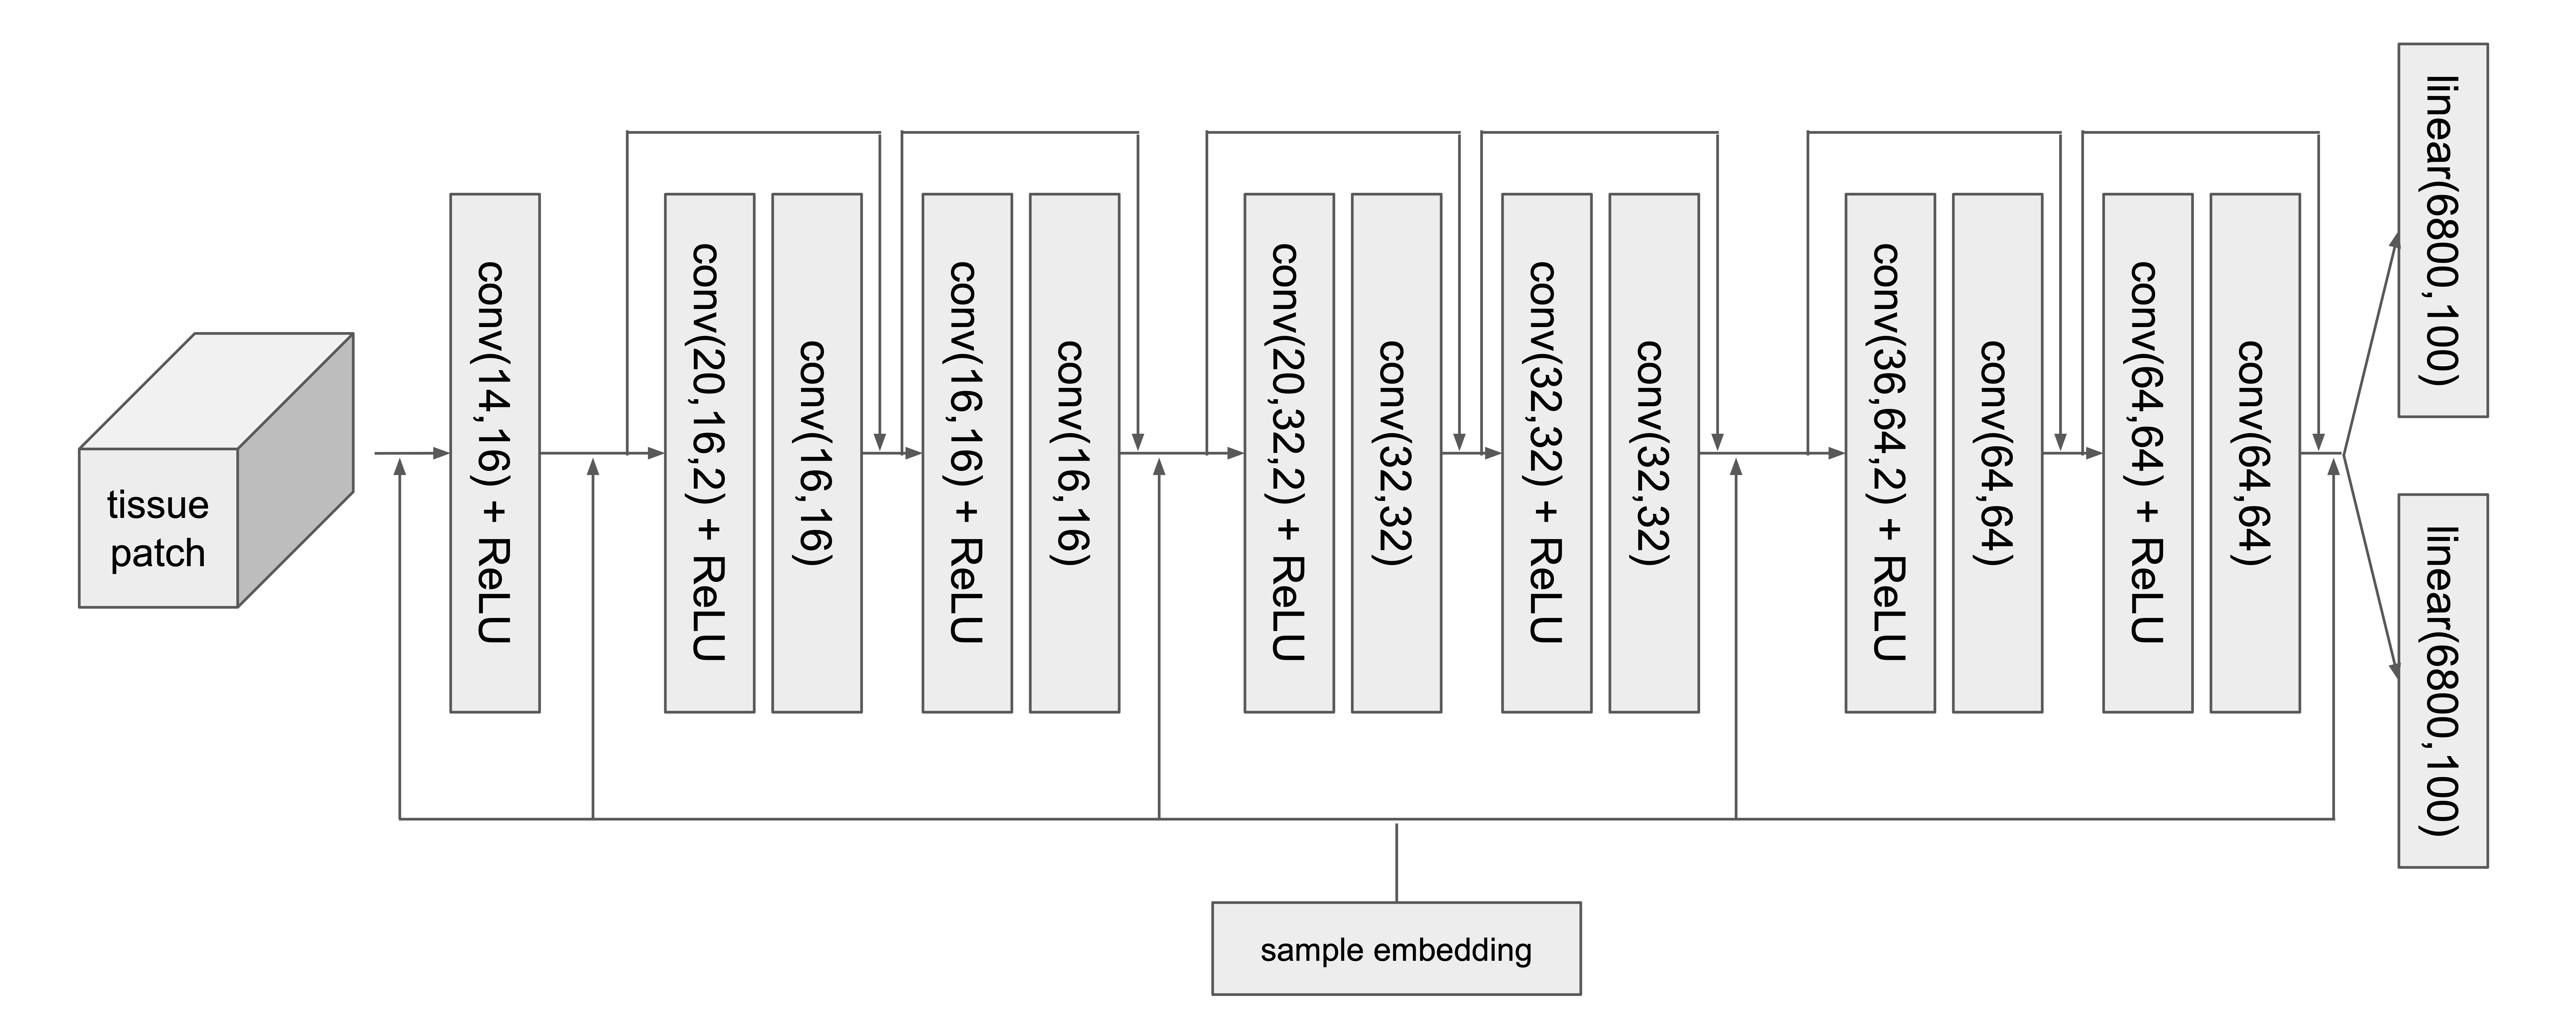 tissue
patch
conv(14,16) + ReLU
conv(20,16,2) + ReLU
conv(16,16)
conv(16,16) + ReLU
conv(16,16)
conv(20,32,2) + ReLU
conv(32,32)
conv(32,32) + ReLU
conv(32,32)
conv(36,64,2) + ReLU
conv(64,64)
conv(64,64) + ReLU
conv(64,64)
linear(6800,100)
linear(6800,100)
sample embedding